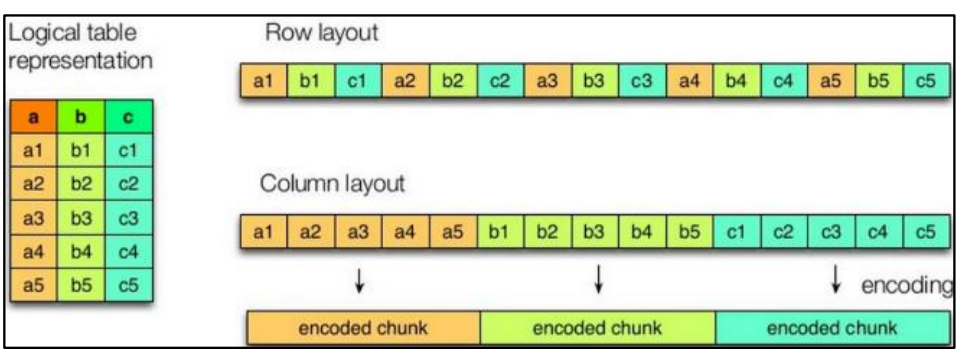 Logical table
representation
Row layout
a1 b1 c1 a2 b2 c2 a3 b3 c3 a4 b4 c4 a5 b5 c5
a b c
a1 b1 c1
a2 b2 c2
a3 b3 c3
a4 b4 c4
a5 b5 c5
Column layout
a1 a2 a3 a4 a5 b1 b2 b3 b4 b5 c1 c2 c3 c4 c5
encoding
encoded chunk encoded chunk encoded chunk